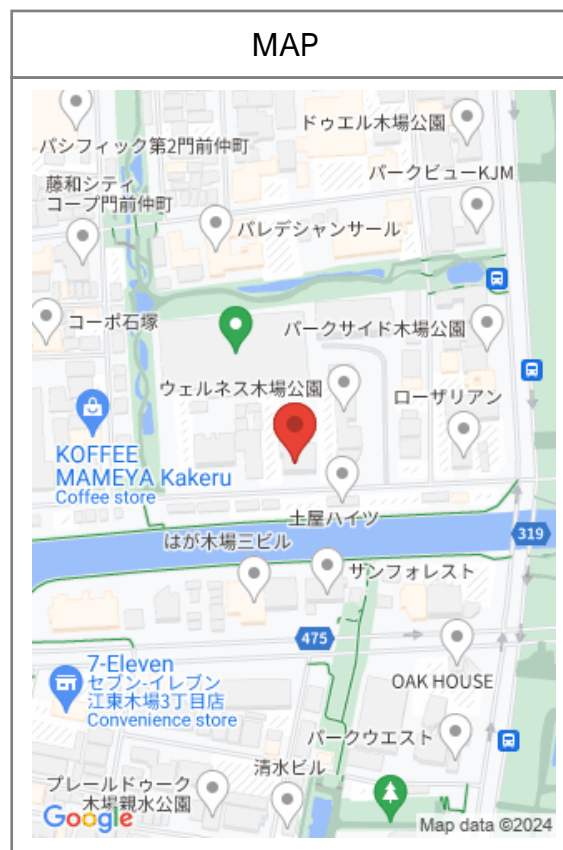 MAP
ドゥエル木場公園
パシフィック第2門前仲町
パークビューKJM
藤和シティ
コープ門前仲町
パレデシャンサール
コーポ石塚
パークサイド木場公園
ウェルネス木場公園
ローザリアン
KOFFEE
MAMEYA Kakeru
Coffee store
土屋ハイツ
319
はが木場三ビル
サンフォレスト
475
7-Eleven
セブン-イレブン
江東木場3丁目店
Convenience store
OAK HOUSE
パークウエスト
清水ビル
プレールドゥーク
木場親水公園
Google
Map data ©2024